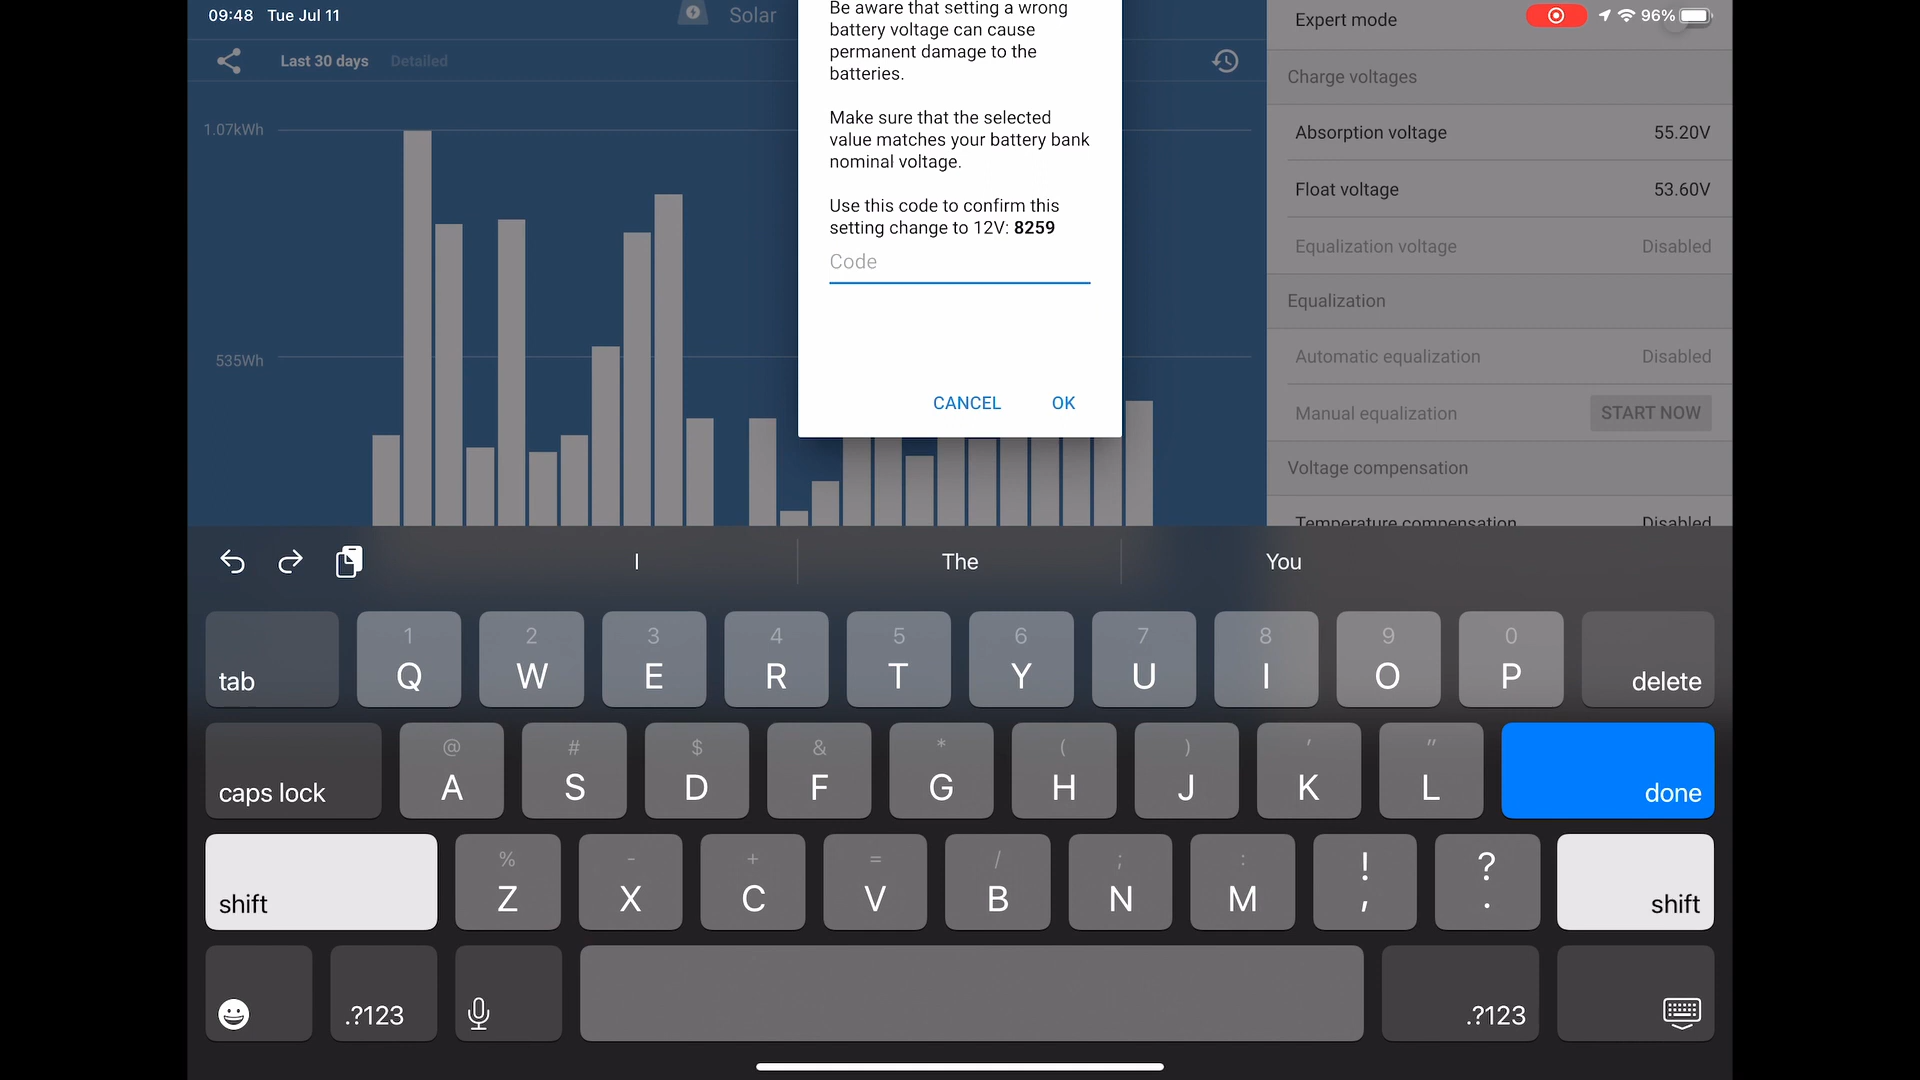 09:48 Tue Jul 11
Solar
96%
Last 30 days
Detailed
1.07kWh
535Wh
Be aware that setting a wrong
battery voltage can cause
permanent damage to the
batteries.
Make sure that the selected
value matches your battery bank
nominal voltage.
Use this code to confirm this
setting change to 12V: 8259
Code
CANCEL
OK
Expert mode
Charge voltages
Absorption voltage 55.20V
Float voltage 53.60V
Equalization voltage Disabled
Equalization
Automatic equalization Disabled
Manual equalization START NOW
Voltage compensation
Temperature compensation Disabled
I The You
1 2 3 4 5 6 7 8 9 0
tab Q W E R T Y U I O P delete
@ # $ & * ( ) ' "
caps lock A S D F G H J K L done
% - + = / ; : ! ?
shift Z X C V B N M , . shift
.?123 .?123